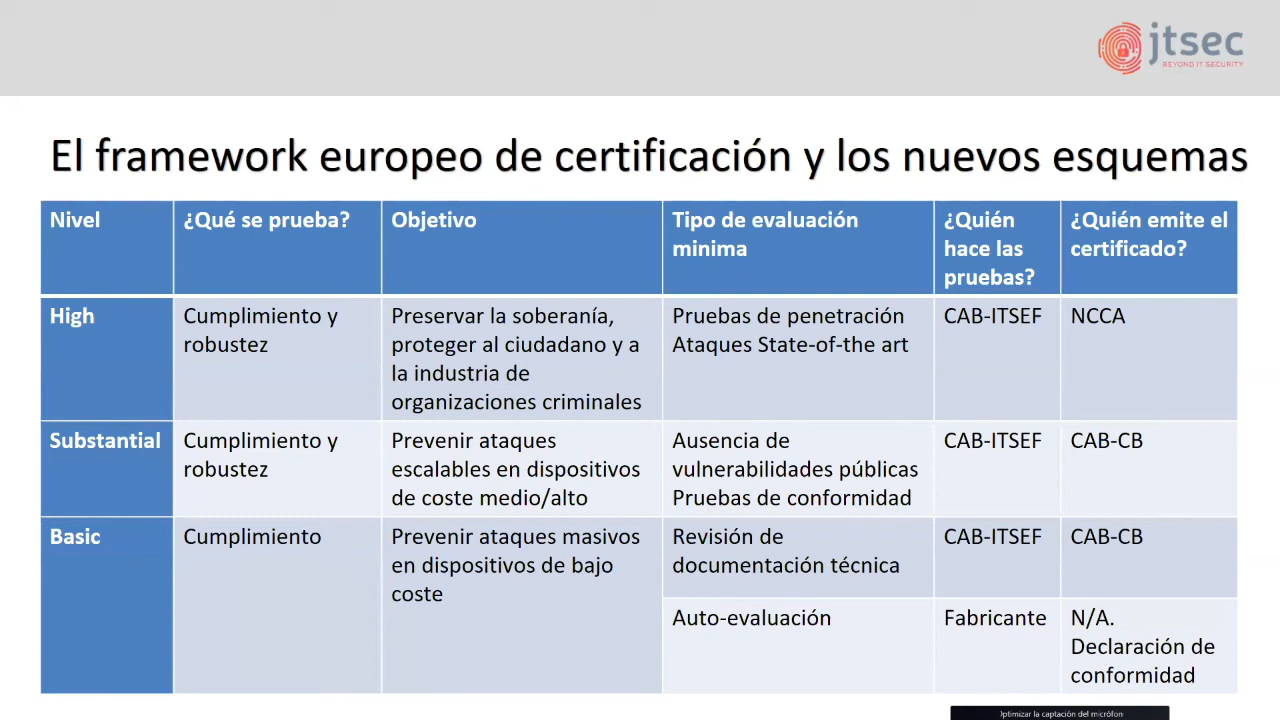 jtsec
BEYOND IT SECURITY
El framework europeo de certificación y los nuevos esquemas
Nivel
¿Qué se prueba?
Objetivo
Tipo de evaluación
minima
¿Quién
hace las
pruebas?
¿Quién emite el
certificado?
High
Cumplimiento y
robustez
Preservar la soberanía,
proteger al ciudadano y a
la industria de
organizaciones criminales
Pruebas de penetración
Ataques State-of-the art
CAB-ITSEF
NCCA
Substantial
Cumplimiento y
robustez
Prevenir ataques
escalables en dispositivos
de coste medio/alto
Ausencia de
vulnerabilidades públicas
Pruebas de conformidad
CAB-ITSEF
CAB-CB
Basic
Cumplimiento
Prevenir ataques masivos
en dispositivos de bajo
coste
Revisión de
documentación técnica
CAB-ITSEF
CAB-CB
Auto-evaluación
Fabricante
N/A.
Declaración de
conformidad
Optimizar la captación del micrófon